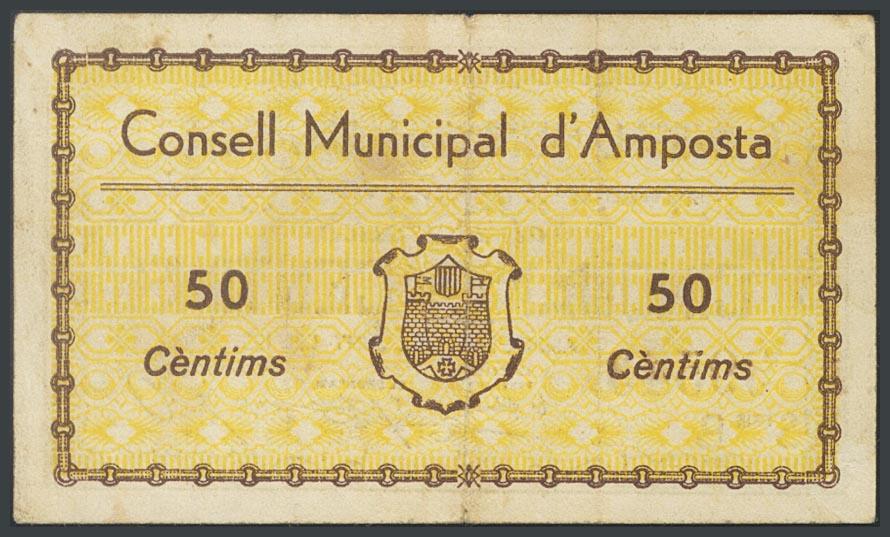 Consell Municipal d'Amposta
50 50
Cèntims Cèntims